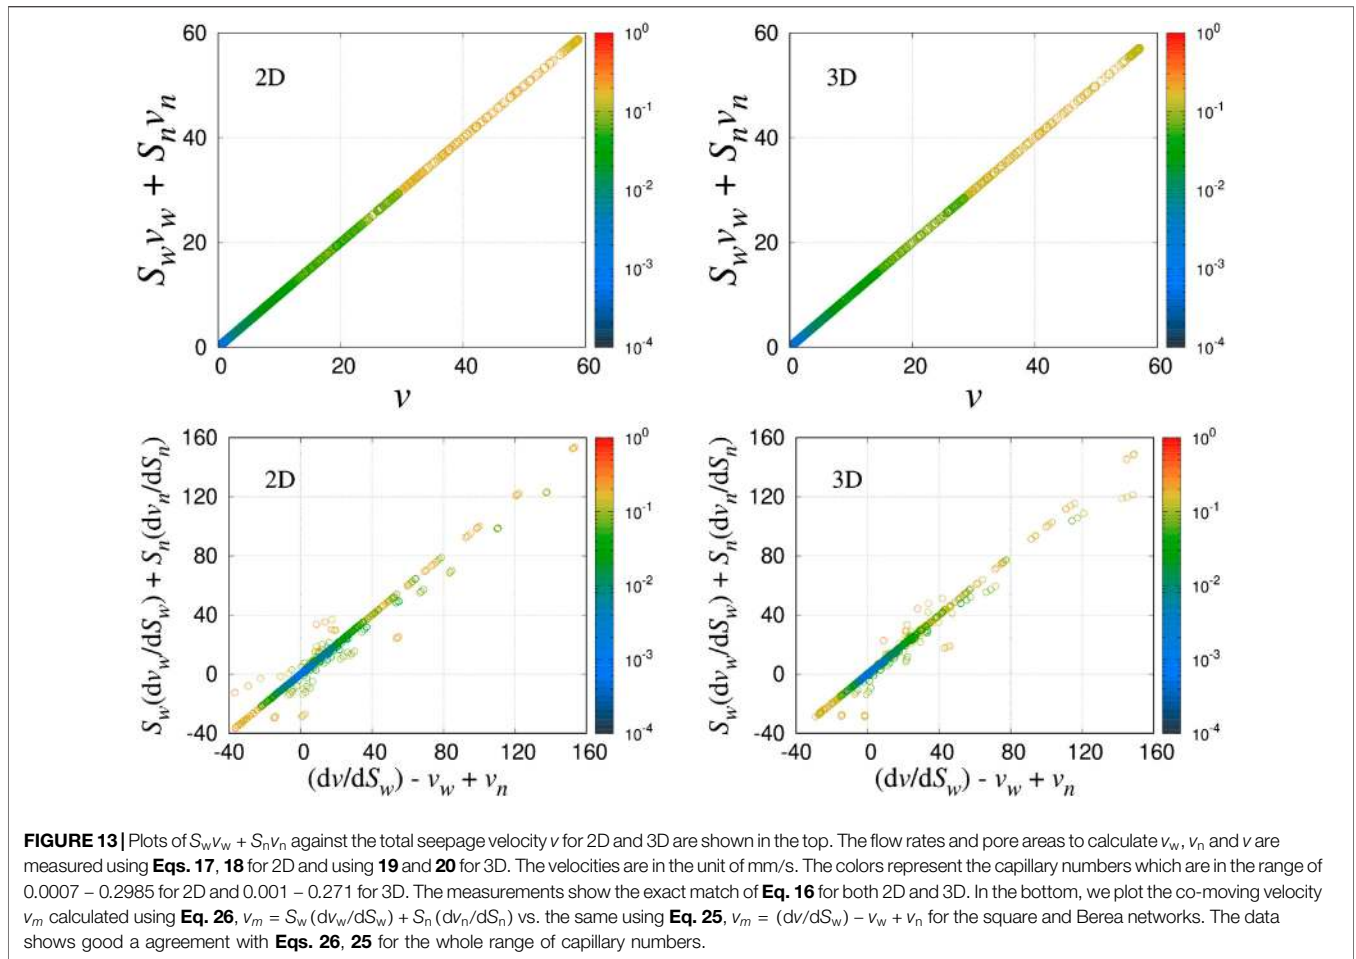 60
40
20
0
S_w v_w + S_n v_n
2D
0 20 40 60
v
10^0
10^-1
10^-2
10^-3
10^-4
60
40
20
0
S_w v_w + S_n v_n
3D
0 20 40 60
v
10^0
10^-1
10^-2
10^-3
10^-4
160
120
80
40
0
-40
S_w(dv_w/dS_w) + S_n(dv_n/dS_n)
2D
-40 0 40 80 120 160
(dv/dS_w) - v_w + v_n
10^0
10^-1
10^-2
10^-3
10^-4
160
120
80
40
0
-40
S_w(dv_w/dS_w) + S_n(dv_n/dS_n)
3D
-40 0 40 80 120 160
(dv/dS_w) - v_w + v_n
10^0
10^-1
10^-2
10^-3
10^-4
FIGURE 13 | Plots of S_w v_w + S_n v_n against the total seepage velocity v for 2D and 3D are shown in the top. The flow rates and pore areas to calculate v_w, v_n and v are
measured using Eqs. 17, 18 for 2D and using 19 and 20 for 3D. The velocities are in the unit of mm/s. The colors represent the capillary numbers which are in the range of
0.0007 – 0.2985 for 2D and 0.001 – 0.271 for 3D. The measurements show the exact match of Eq. 16 for both 2D and 3D. In the bottom, we plot the co-moving velocity
v_m calculated using Eq. 26, v_m = S_w (dv_w/dS_w) + S_n (dv_n/dS_n) vs. the same using Eq. 25, v_m = (dv/dS_w) − v_w + v_n for the square and Berea networks. The data
shows good a agreement with Eqs. 26, 25 for the whole range of capillary numbers.